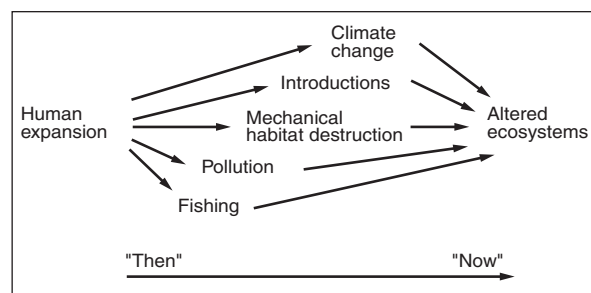 Climate
change
Introductions
Human
expansion
Mechanical
habitat destruction
Altered
ecosystems
Pollution
Fishing
"Then"
"Now"